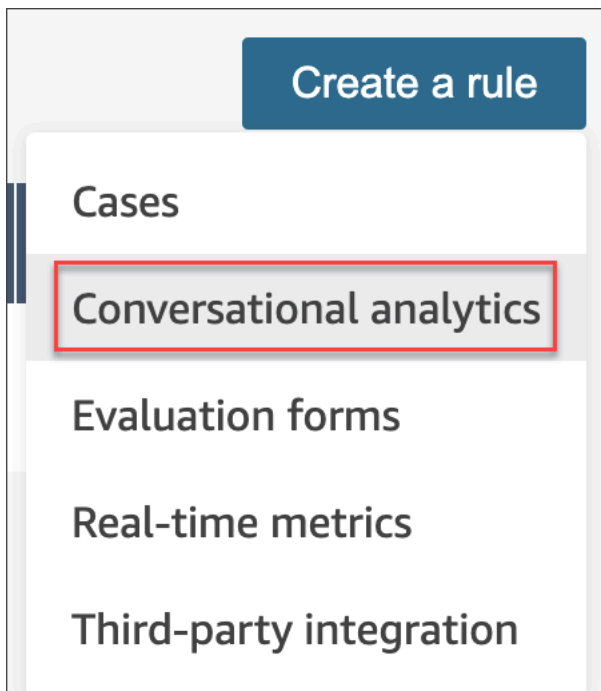 Create a rule
Cases
Conversational analytics
Evaluation forms
Real-time metrics
Third-party integration